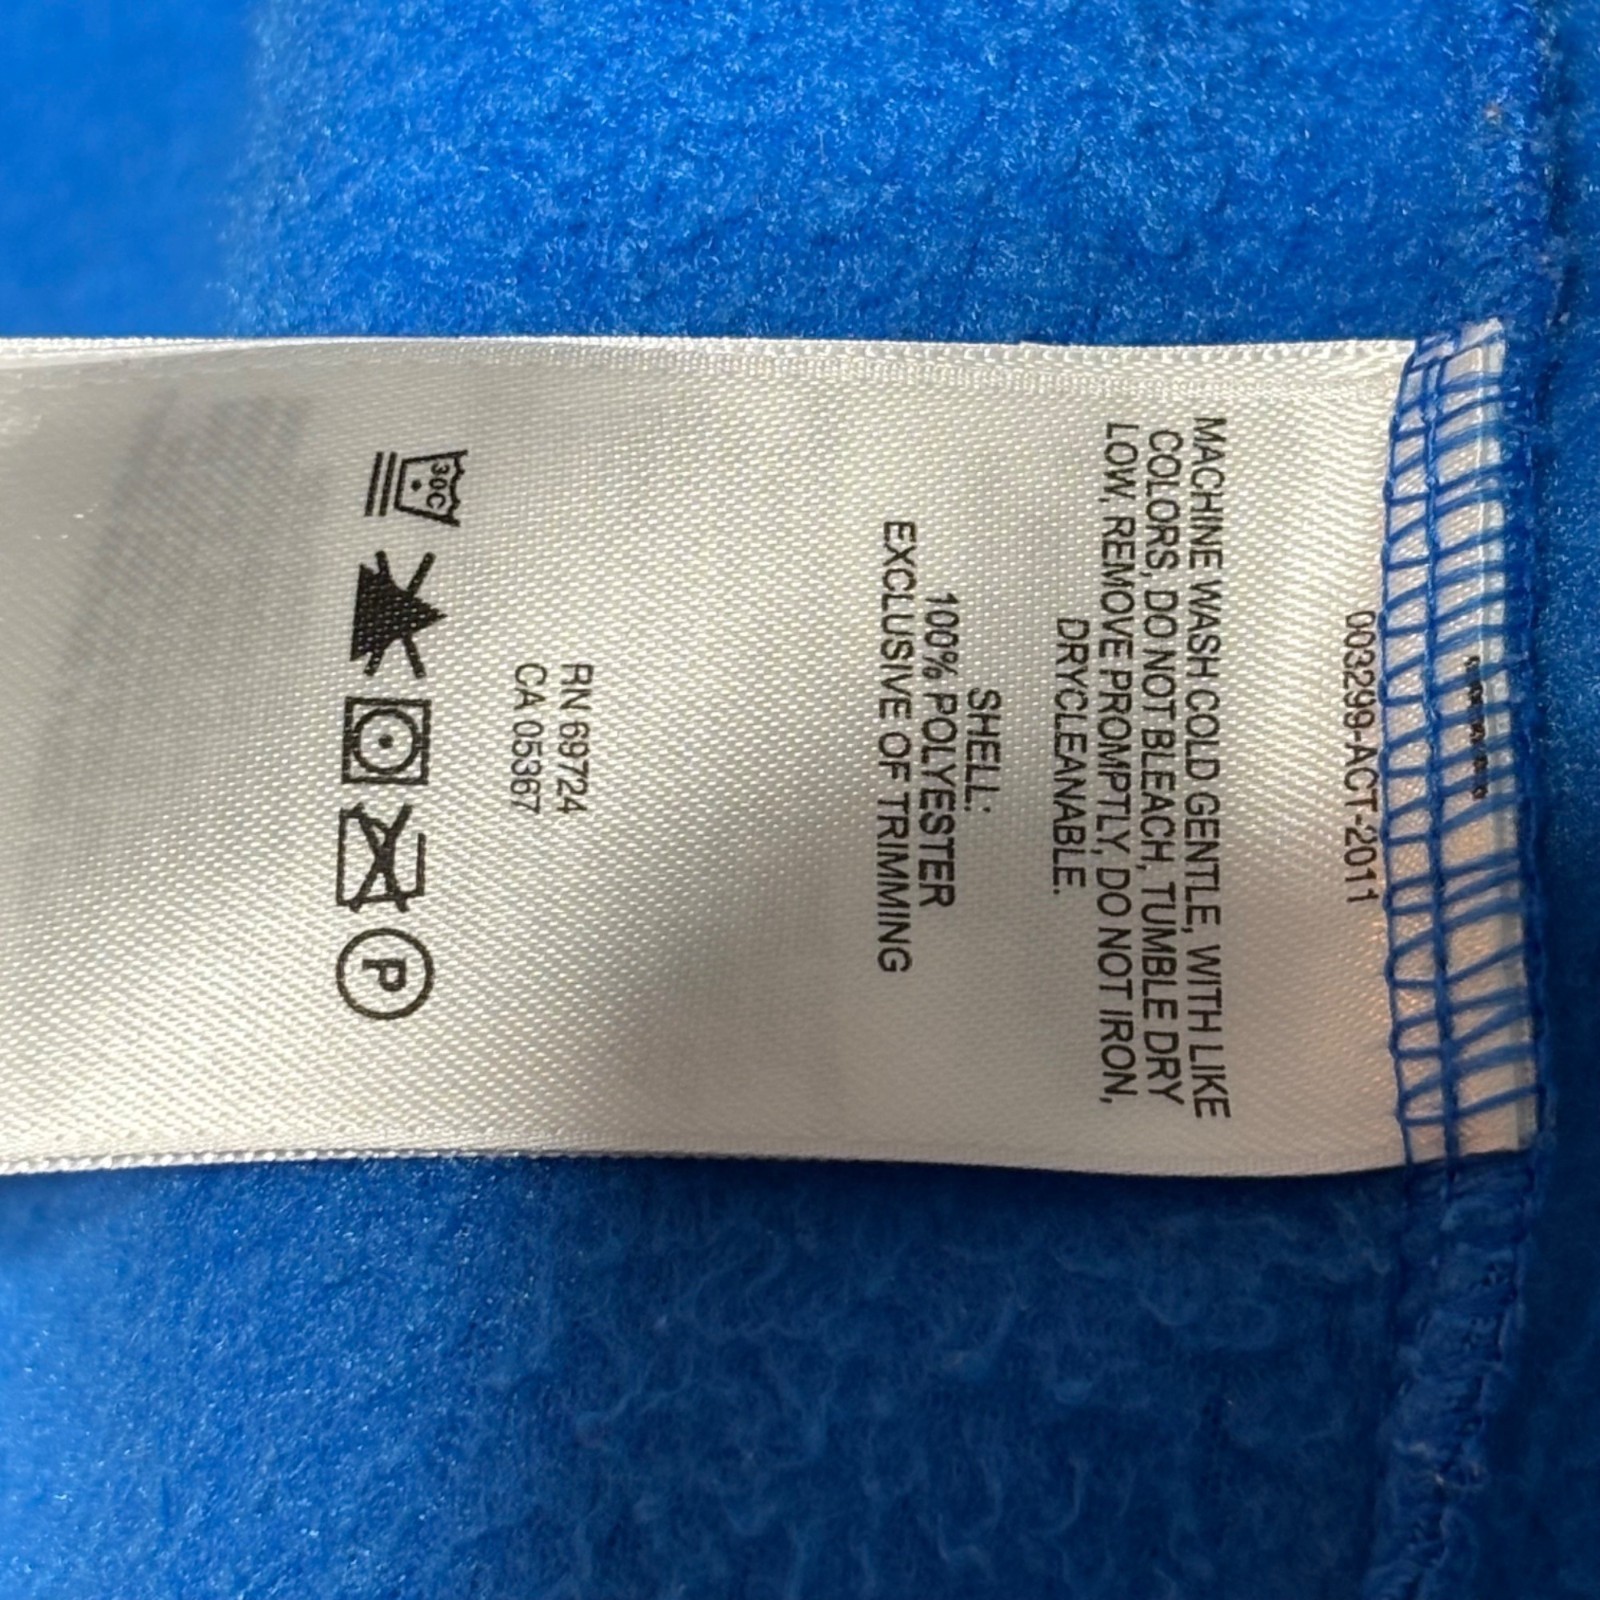 003299-ACT-2011
MACHINE WASH COLD GENTLE, WITH LIKE
COLORS, DO NOT BLEACH, TUMBLE DRY
LOW, REMOVE PROMPTLY, DO NOT IRON,
DRYCLEANABLE.
SHELL:
100% POLYESTER
EXCLUSIVE OF TRIMMING
RN 69724
CA 05367
30C
P